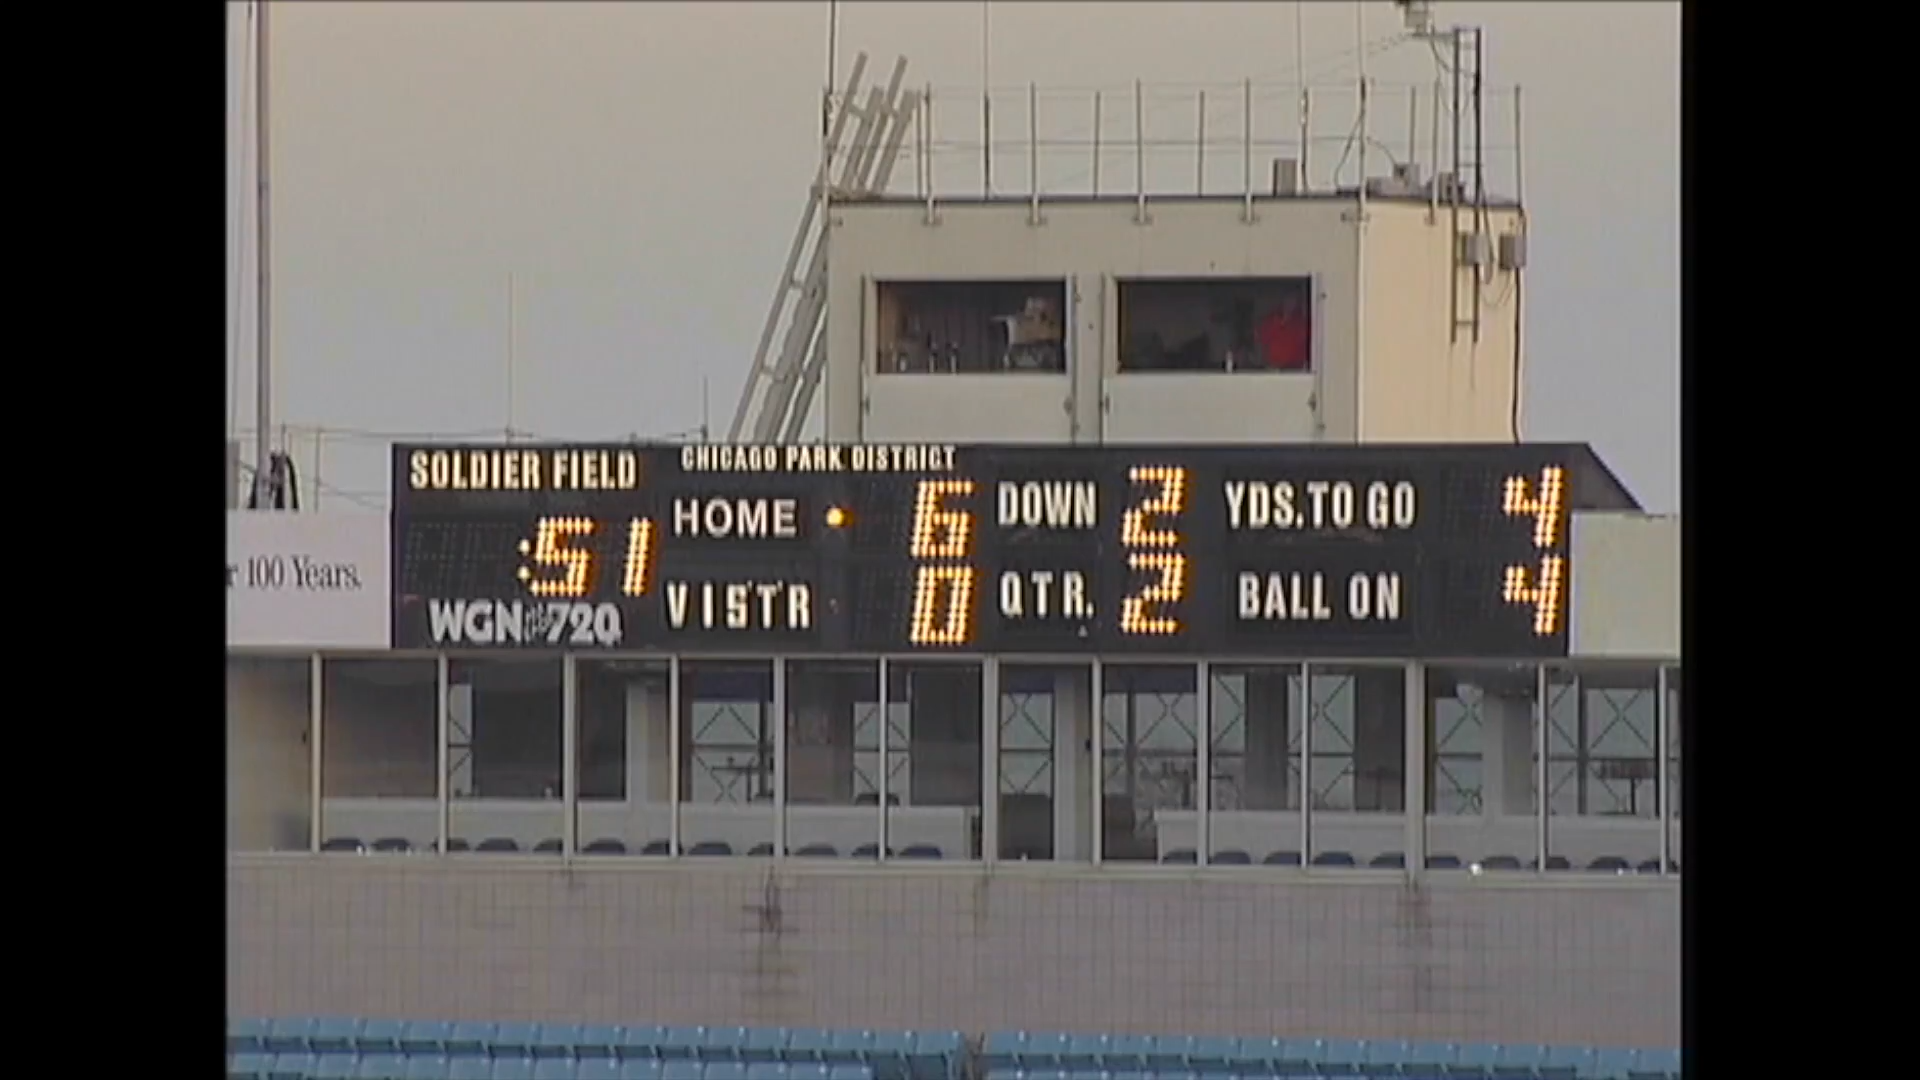 SOLDIER FIELD CHICAGO PARK DISTRICT
:51 HOME 6 DOWN 2 YDS.TO GO 4
VISTR 0 QTR. 2 BALL ON 4
WGN 720
100 Years.